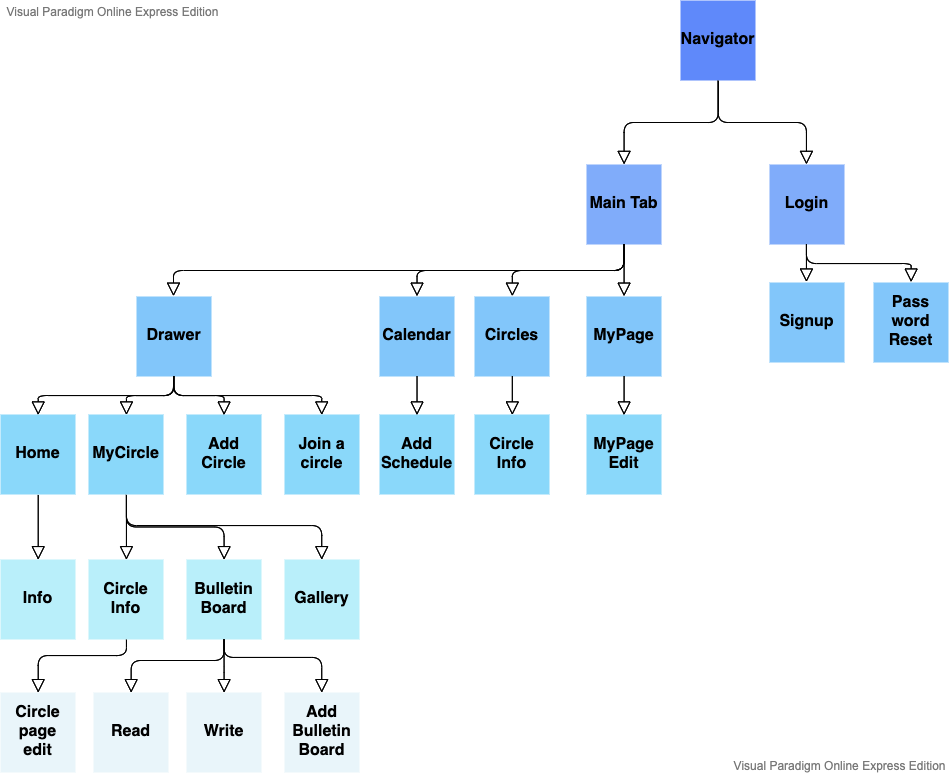 Visual Paradigm Online Express Edition
Navigator
Main Tab
Login
Drawer
Calendar
Circles
MyPage
Signup
Pass
word
Reset
Home
MyCircle
Add
Circle
Join a
circle
Add
Schedule
Circle
Info
MyPage
Edit
Info
Circle
Info
Bulletin
Board
Gallery
Circle
page
edit
Read
Write
Add
Bulletin
Board
Visual Paradigm Online Express Edition